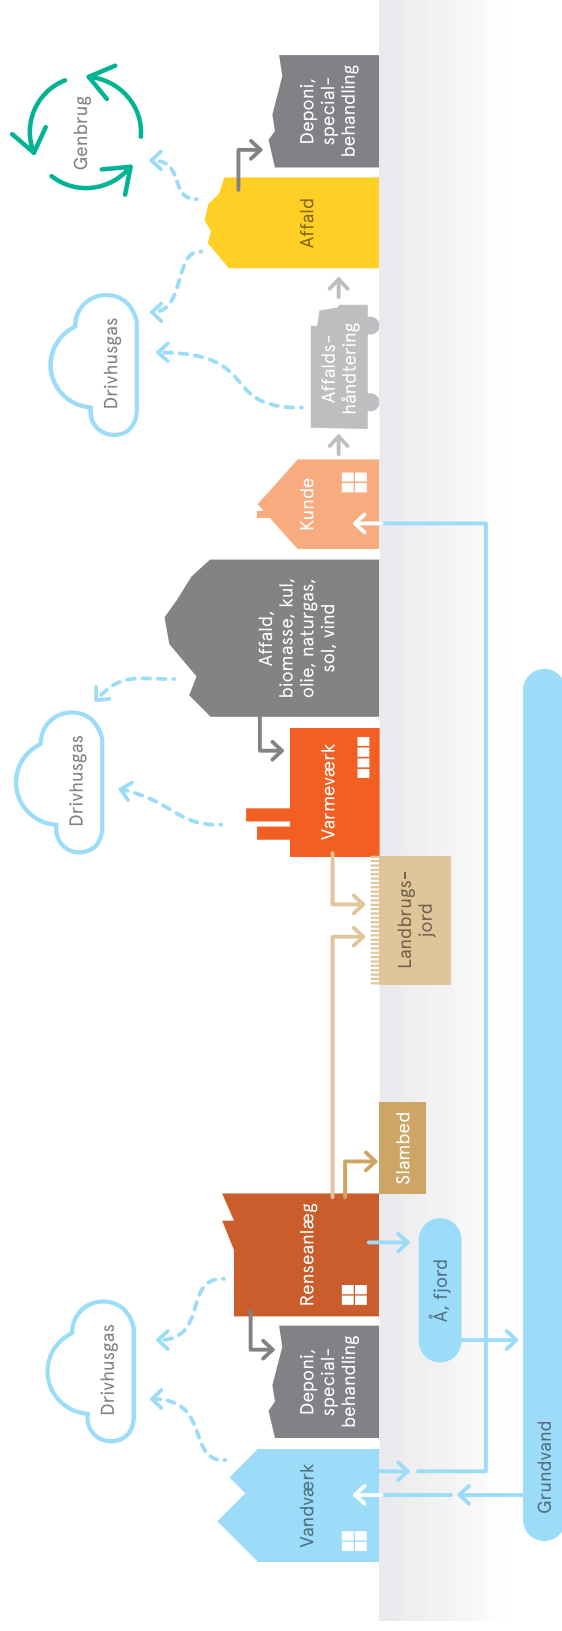 Drivhusgas
Vandværk
Deponi,
special-
behandling
Renseanlæg
Slambed
Å, fjord
Grundvand
Landbrugs-
jord
Drivhusgas
Varmeværk
Affald,
biomasse, kul,
olie, naturgas,
sol, vind
Kunde
Drivhusgas
Affalds-
håndtering
Affald
Genbrug
Deponi,
special-
behandling